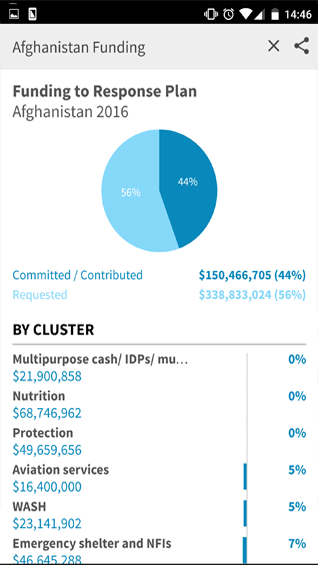 14:46
Afghanistan Funding
Funding to Response Plan
Afghanistan 2016
44%
56%
Committed / Contributed $150,466,705 (44%)
Requested $338,833,024 (56%)
BY CLUSTER
Multipurpose cash/ IDPs/ mu... 0%
$21,900,858
Nutrition 0%
$68,746,962
Protection 0%
$49,659,656
Aviation services 5%
$16,400,000
WASH 5%
$23,141,902
Emergency shelter and NFIs 7%
$46,645,288